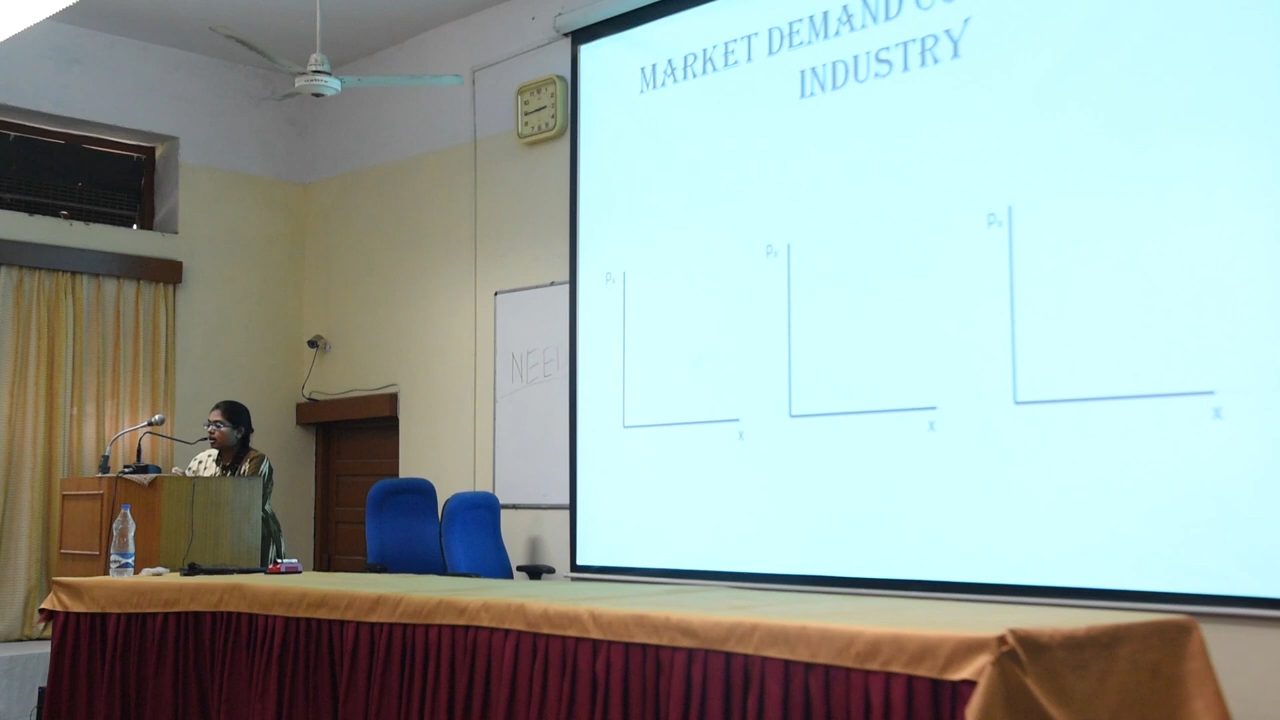 MARKET DEMAND
INDUSTRY
Pₓ
X
Pₓ
X
Pₓ
X
NEE